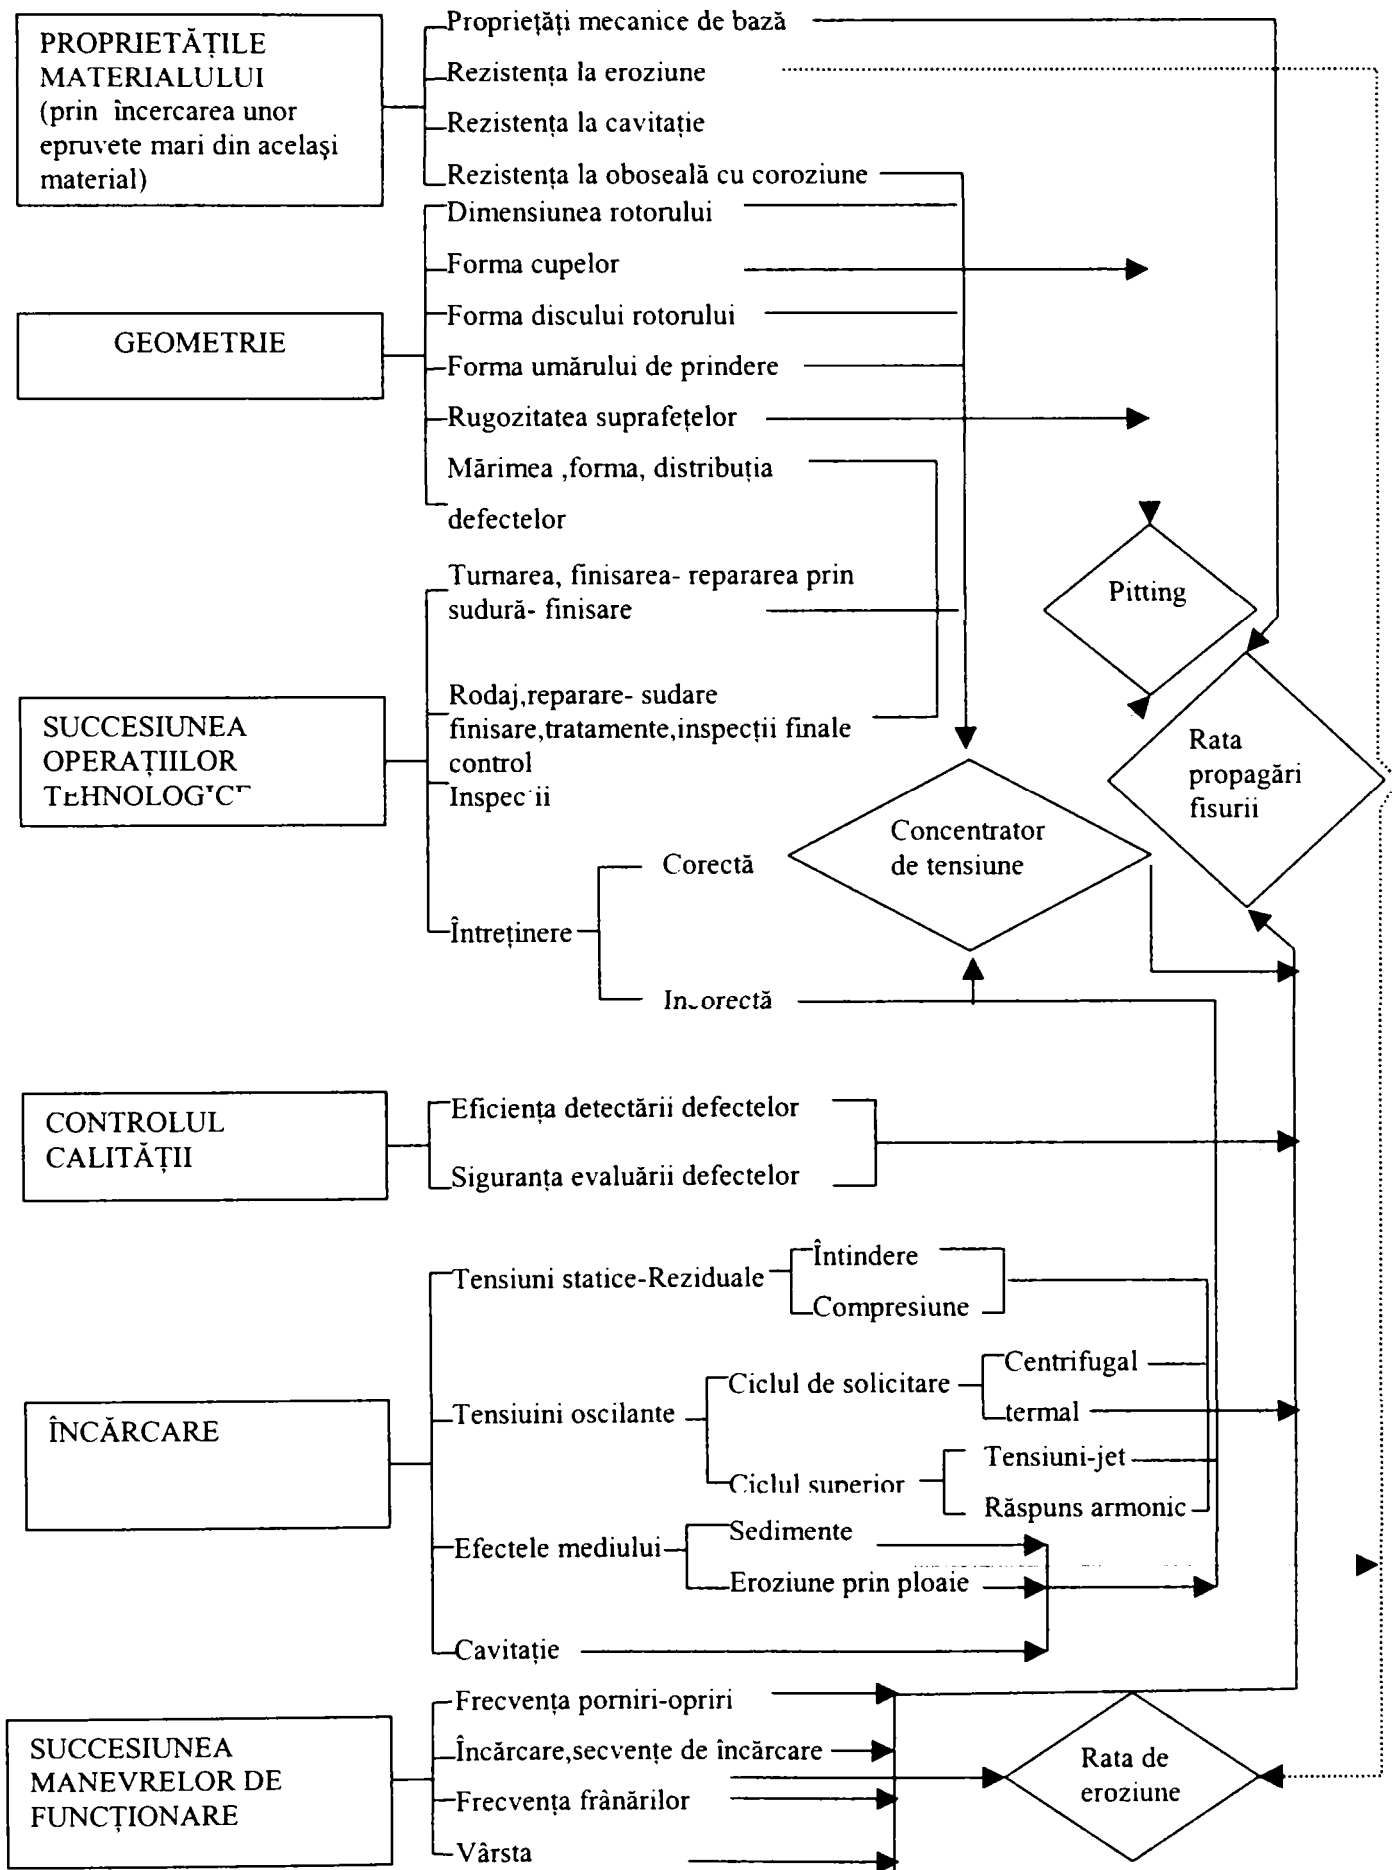 PROPRIETĂȚILE
MATERIALULUI
(prin încercarea unor
epruvete mari din același
material)
Proprietăți mecanice de bază
Rezistența la eroziune
Rezistența la cavitație
Rezistența la oboseală cu coroziune
GEOMETRIE
Dimensiunea rotorului
Forma cupelor
Forma discului rotorului
Forma umărului de prindere
Rugozitatea suprafețelor
Mărimea ,forma, distribuția
defectelor
Pitting
Rata
propagări
fisurii
Concentrator
de tensiune
SUCCESIUNEA
OPERAȚIILOR
Turnarea, finisarea- repararea prin
sudură- finisare
Rodaj,reparare- sudare
finisare,tratamente,inspecții finale
control
Întreținere
Corectă
CONTROLUL
CALITĂȚII
Eficiența detectării defectelor
Siguranța evaluării defectelor
ÎNCĂRCARE
Tensiuni statice-Reziduale
Întindere
Compresiune
Tensiuini oscilante
Ciclul de solicitare
Centrifugal
termal
Ciclul superior
Tensiuni-jet
Răspuns armonic
Efectele mediului
Sedimente
Eroziune prin ploaie
Cavitație
SUCCESIUNEA
MANEVRELOR DE
FUNCȚIONARE
Frecvența porniri-opriri
Încărcare,secvențe de încărcare
Frecvența frânărilor
Vârsta
Rata de
eroziune